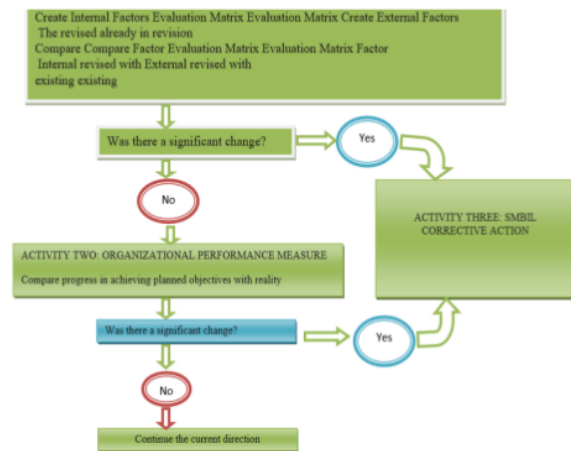 Create Internal Factors Evaluation Matrix Evaluation Matrix Create External Factors
The revised already in revision
Compare Compare Factor Evaluation Matrix Evaluation Matrix Factor
Internal revised with External revised with
existing existing
Was there a significant change?
Yes
No
ACTIVITY THREE: SMBIL
CORRECTIVE ACTION
ACTIVITY TWO: ORGANIZATIONAL PERFORMANCE MEASURE
Compare progress in achieving planned objectives with reality
Was there a significant change?
Yes
No
Continue the current direction